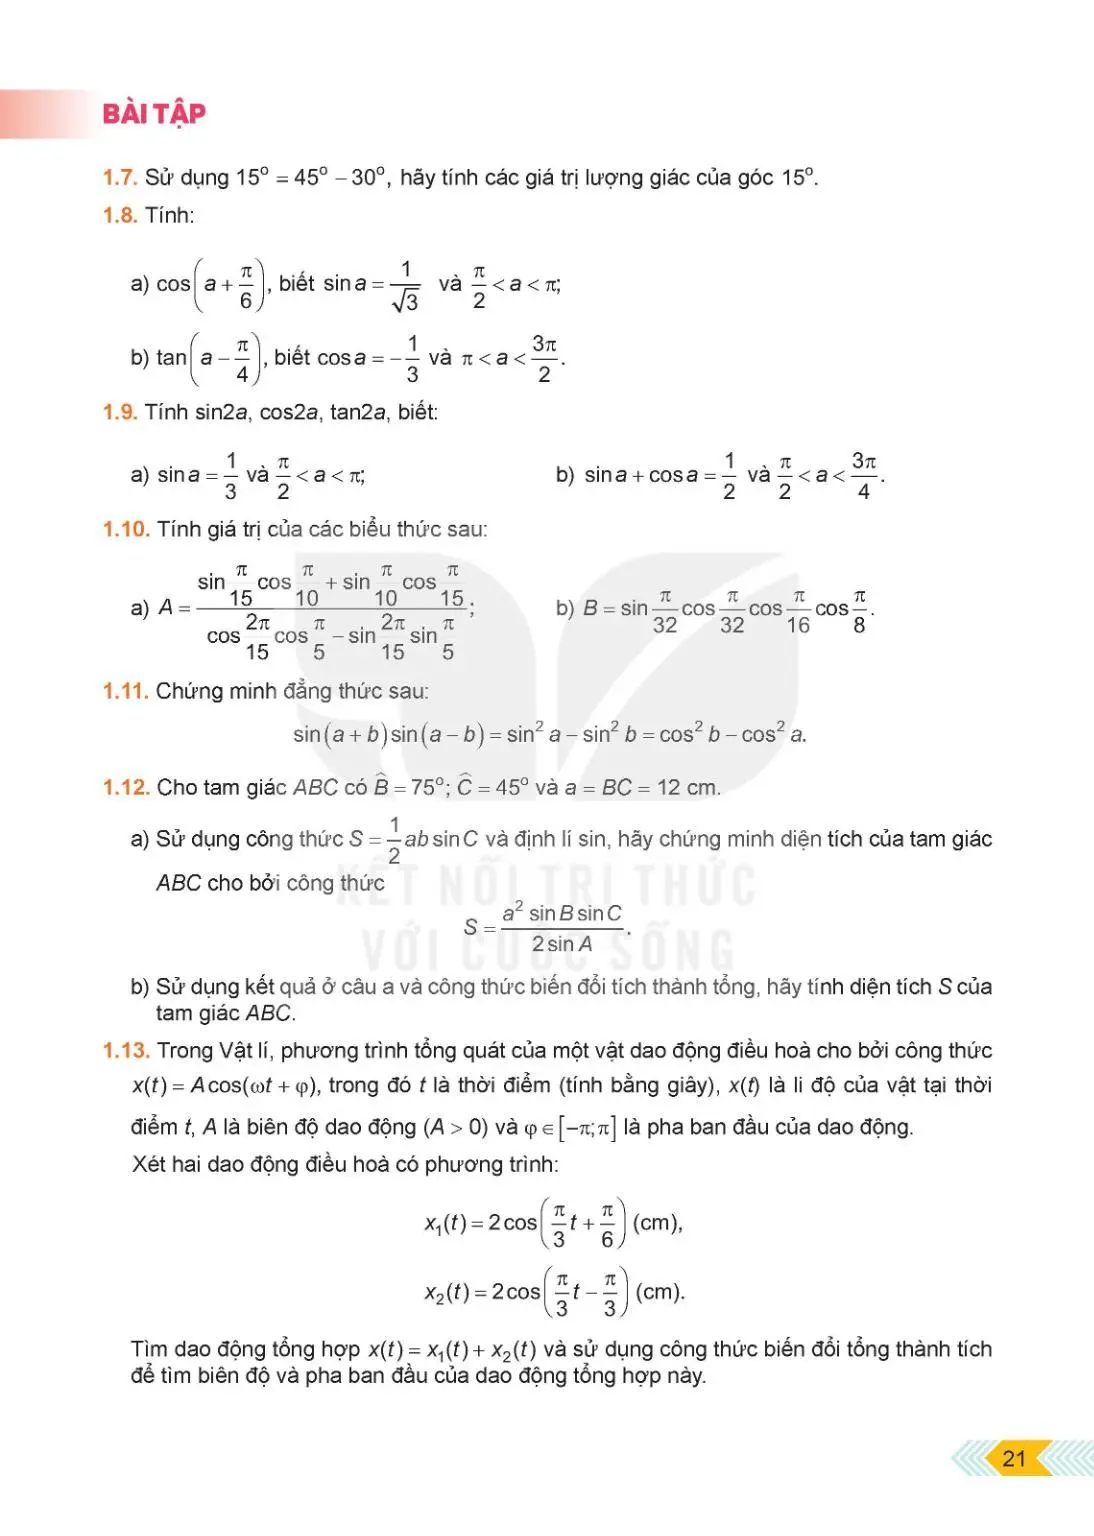 BÀI TẬP
1.7. Sử dụng 15° = 45° – 30°, hãy tính các giá trị lượng giác của góc 15°.
1.8. Tính:
a) cos(a + π/6), biết sin a = 1/√3 và π/2 < a < π;
b) tan(a − π/4), biết cos a = −1/3 và π < a < 3π/2.
1.9. Tính sin2a, cos2a, tan2a, biết:
a) sin a = 1/3 và π/2 < a < π; b) sin a + cos a = 1/2 và π/2 < a < 3π/4.
1.10. Tính giá trị của các biểu thức sau:
a) A = (sin π/15 cos π/10 + sin π/10 cos π/15)/(cos 2π/15 cos π/5 − sin 2π/15 sin π/5); b) B = sin π/32 cos π/32 cos π/16 cos π/8.
1.11. Chứng minh đẳng thức sau:
sin(a + b)sin(a − b) = sin² a − sin² b = cos² b − cos² a.
1.12. Cho tam giác ABC có B̂ = 75°; Ĉ = 45° và a = BC = 12 cm.
a) Sử dụng công thức S = 1/2 ab sin C và định lí sin, hãy chứng minh diện tích của tam giác
ABC cho bởi công thức
S = (a² sin B sin C)/(2 sin A).
b) Sử dụng kết quả ở câu a và công thức biến đổi tích thành tổng, hãy tính diện tích S của
tam giác ABC.
1.13. Trong Vật lí, phương trình tổng quát của một vật dao động điều hoà cho bởi công thức
x(t) = A cos(ωt + φ), trong đó t là thời điểm (tính bằng giây), x(t) là li độ của vật tại thời
điểm t, A là biên độ dao động (A > 0) và φ ∈ [−π; π] là pha ban đầu của dao động.
Xét hai dao động điều hoà có phương trình:
x₁(t) = 2cos(π/3 t + π/6) (cm),
x₂(t) = 2cos(π/3 t − π/3) (cm).
Tìm dao động tổng hợp x(t) = x₁(t) + x₂(t) và sử dụng công thức biến đổi tổng thành tích
để tìm biên độ và pha ban đầu của dao động tổng hợp này.
KẾT NỐI TRI THỨC
VỚI CUỘC SỐNG
21